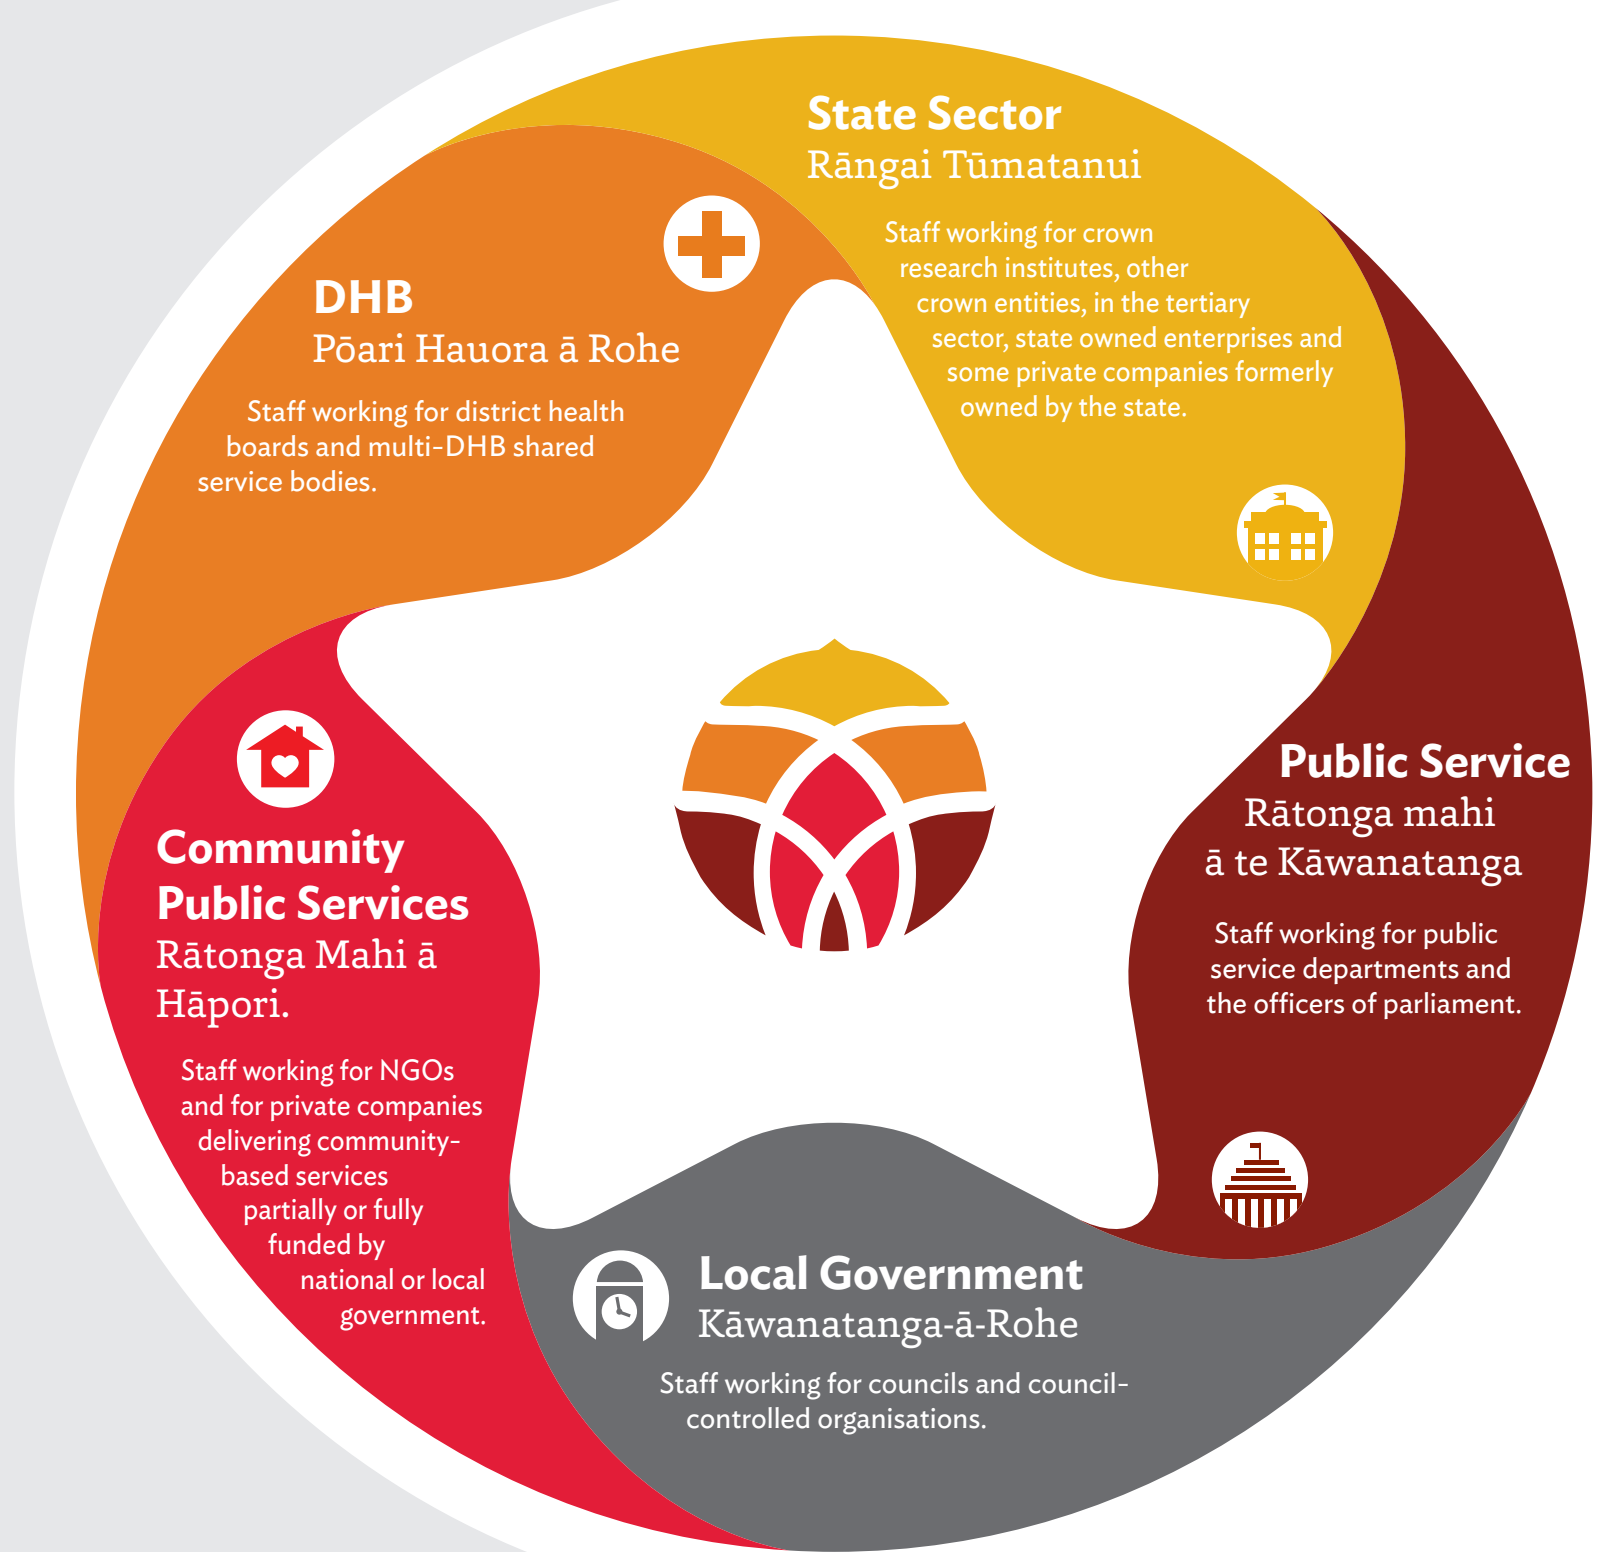 State Sector
Rāngai Tūmatanui
Staff working for crown
research institutes, other
crown entities, in the tertiary
sector, state owned enterprises and
some private companies formerly
owned by the state.
DHB
Pōari Hauora ā Rohe
Staff working for district health
boards and multi-DHB shared
service bodies.
Public Service
Rātonga mahi
ā te Kāwanatanga
Staff working for public
service departments and
the officers of parliament.
Community
Public Services
Rātonga Mahi ā
Hāpori.
Staff working for NGOs
and for private companies
delivering community-
based services
partially or fully
funded by
national or local
government.
Local Government
Kāwanatanga-ā-Rohe
Staff working for councils and council-
controlled organisations.